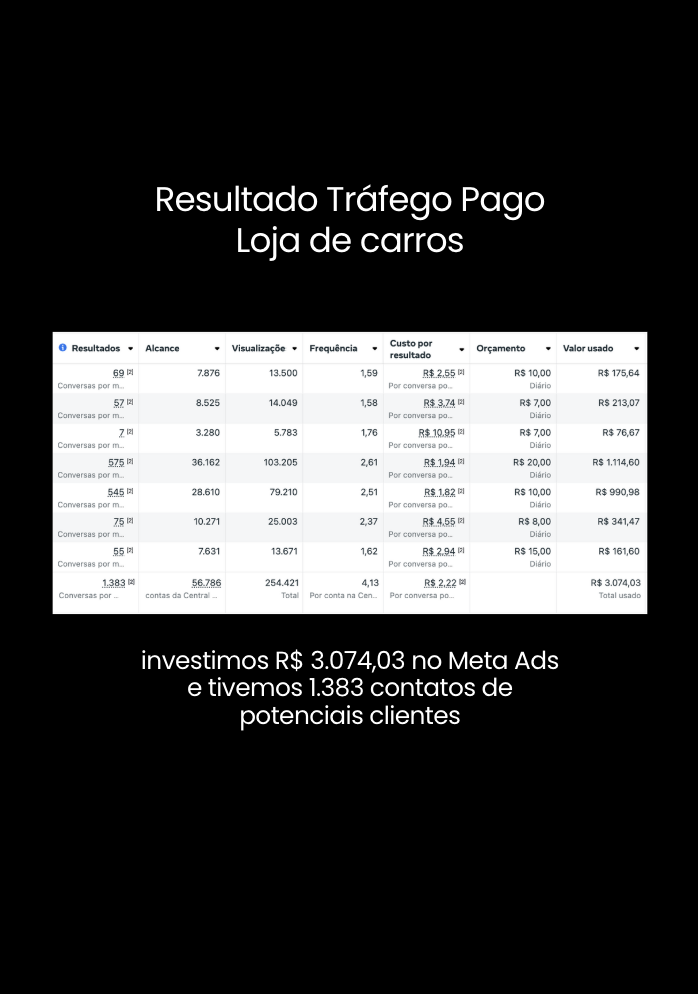 Resultado Tráfego Pago
Loja de carros
Resultados Alcance Visualizaçõe Frequência Custo por resultado Orçamento Valor usado
69 [2] 7.876 13.500 1,59 R$ 2,55 [2] R$ 10,00 R$ 175,64
Conversas por m... Por conversa po... Diário
57 [2] 8.525 14.049 1,58 R$ 3,74 [2] R$ 7,00 R$ 213,07
Conversas por m... Por conversa po... Diário
7 [2] 3.280 5.783 1,76 R$ 10,95 [2] R$ 7,00 R$ 76,67
Conversas por m... Por conversa po... Diário
575 [2] 36.162 103.205 2,61 R$ 1,94 [2] R$ 20,00 R$ 1.114,60
Conversas por m... Por conversa po... Diário
545 [2] 28.610 79.210 2,51 R$ 1,82 [2] R$ 10,00 R$ 990,98
Conversas por m... Por conversa po... Diário
75 [2] 10.271 25.003 2,37 R$ 4,55 [2] R$ 8,00 R$ 341,47
Conversas por m... Por conversa po... Diário
55 [2] 7.631 13.671 1,62 R$ 2,94 [2] R$ 15,00 R$ 161,60
Conversas por m... Por conversa po... Diário
1.383 [2] 56.786 254.421 4,13 R$ 2,22 [2] R$ 3.074,03
Conversas por ... contas da Central ... Total Por conta na Cen... Por conversa po... Total usado
investimos R$ 3.074,03 no Meta Ads
e tivemos 1.383 contatos de
potenciais clientes